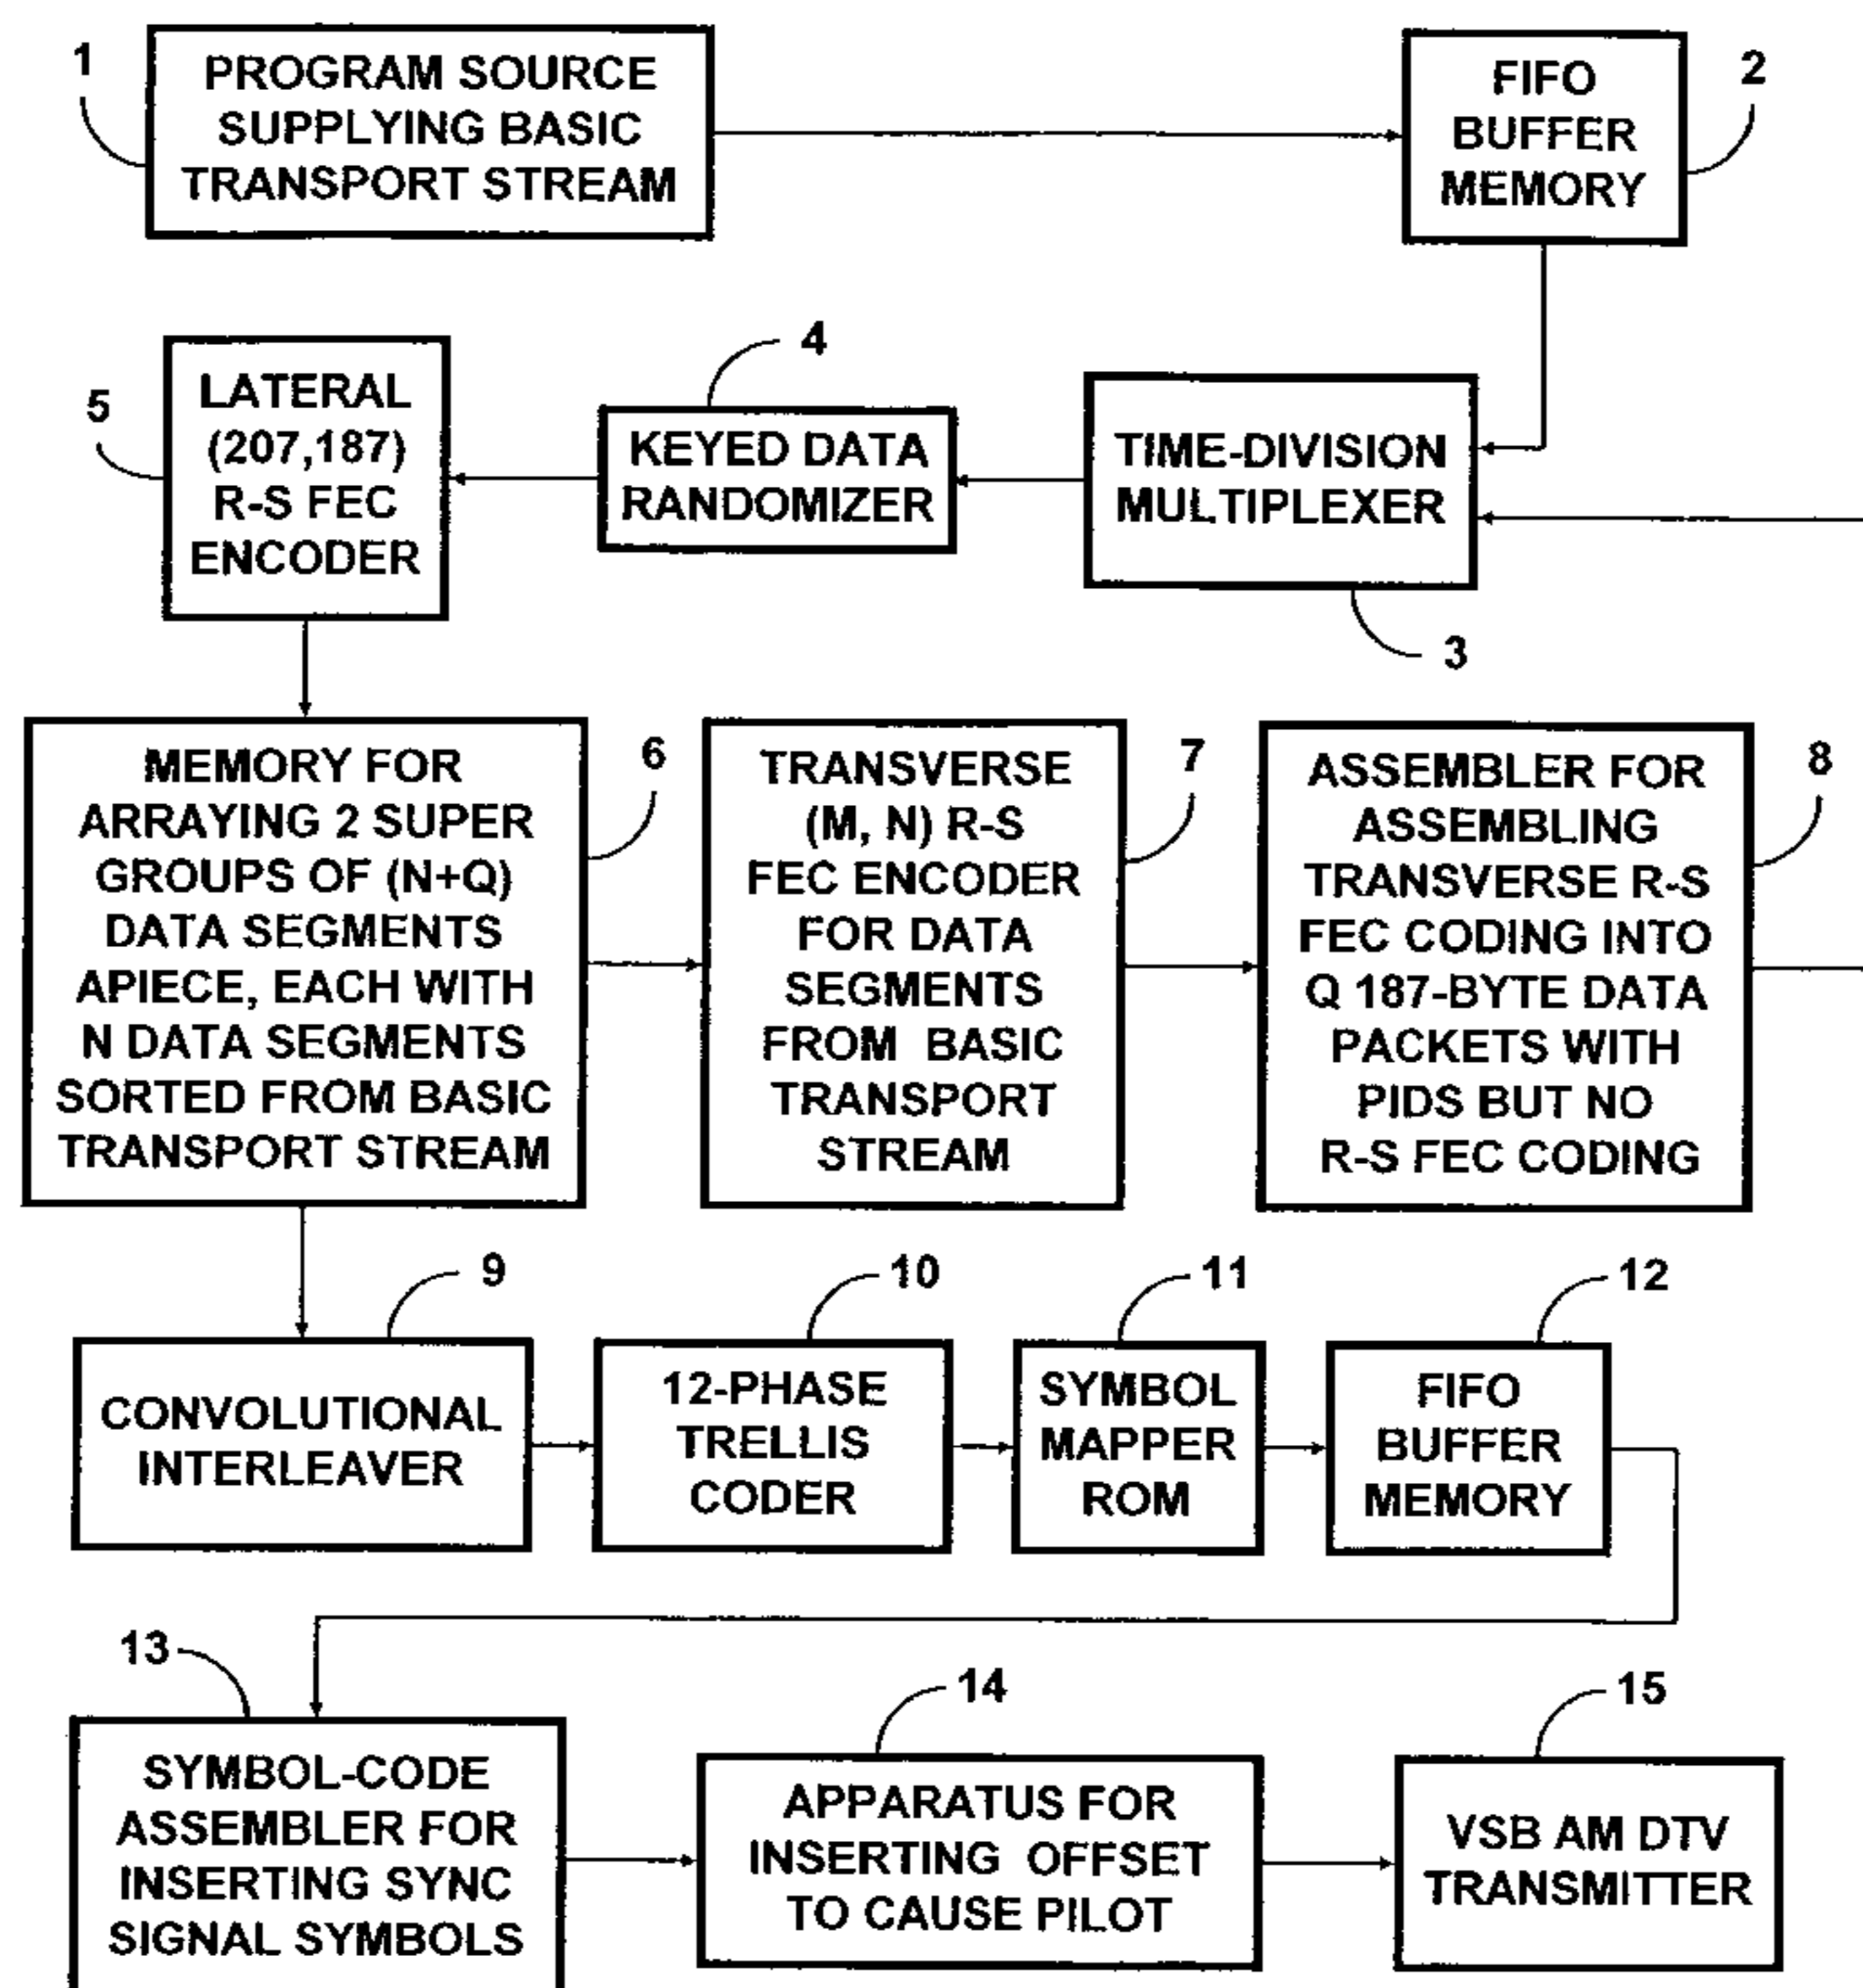 1
PROGRAM SOURCE
SUPPLYING BASIC
TRANSPORT STREAM
FIFO
BUFFER
MEMORY
2
5
LATERAL
(207,187)
R-S FEC
ENCODER
4
KEYED DATA
RANDOMIZER
TIME-DIVISION
MULTIPLEXER
3
MEMORY FOR
ARRAYING 2 SUPER
GROUPS OF (N+Q)
DATA SEGMENTS
APIECE, EACH WITH
N DATA SEGMENTS
SORTED FROM BASIC
TRANSPORT STREAM
6
TRANSVERSE
(M, N) R-S
FEC ENCODER
FOR DATA
SEGMENTS
FROM BASIC
TRANSPORT
STREAM
7
ASSEMBLER FOR
ASSEMBLING
TRANSVERSE R-S
FEC CODING INTO
Q 187-BYTE DATA
PACKETS WITH
PIDS BUT NO
R-S FEC CODING
8
9
CONVOLUTIONAL
INTERLEAVER
10
12-PHASE
TRELLIS
CODER
11
SYMBOL
MAPPER
ROM
12
FIFO
BUFFER
MEMORY
13
SYMBOL-CODE
ASSEMBLER FOR
INSERTING SYNC
SIGNAL SYMBOLS
14
APPARATUS FOR
INSERTING OFFSET
TO CAUSE PILOT
15
VSB AM DTV
TRANSMITTER